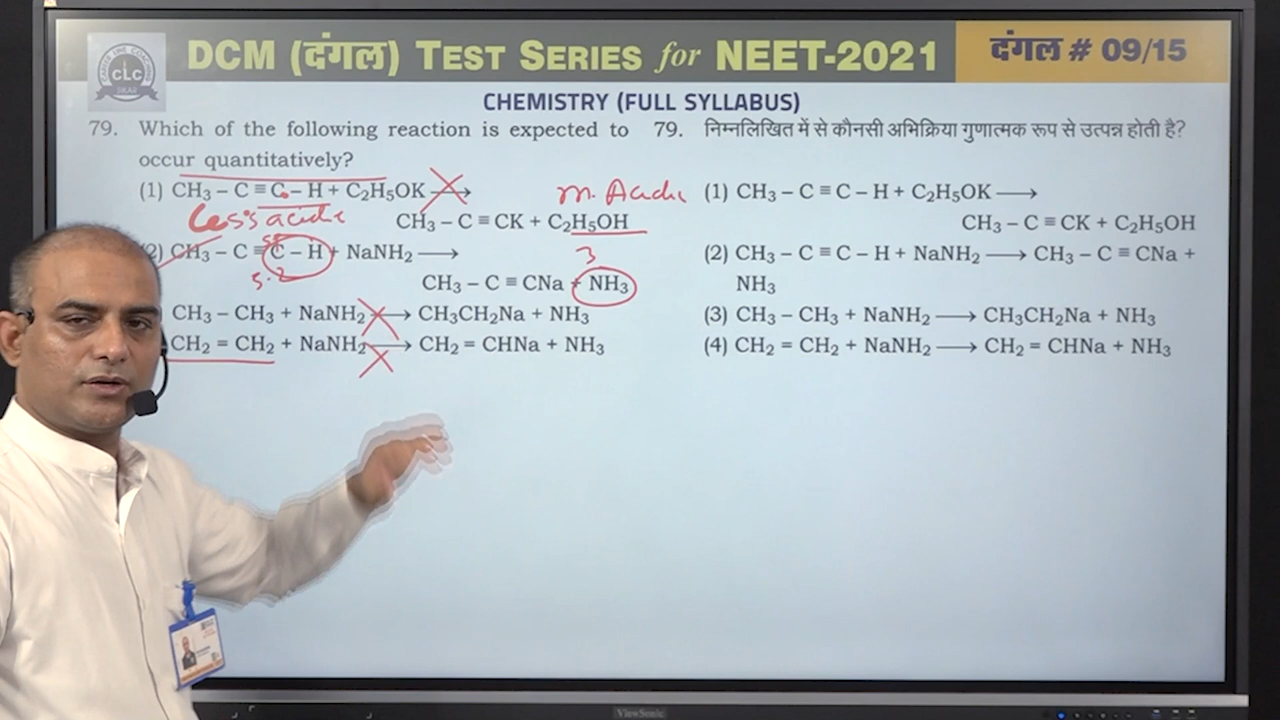 DCM (दंगल) TEST SERIES for NEET-2021
दंगल # 09/15
CLC
SIKAR
CHEMISTRY (FULL SYLLABUS)
79. Which of the following reaction is expected to
occur quantitatively?
(1) CH₃ – C ≡ C – H + C₂H₅OK ⟶
m. Acidic
Less acidic
CH₃ – C ≡ CK + C₂H₅OH
2) CH₃ – C ≡ C – H + NaNH₂ ⟶
3
CH₃ – C ≡ CNa + NH₃
CH₃ – CH₃ + NaNH₂ ⟶ CH₃CH₂Na + NH₃
CH₂ = CH₂ + NaNH₂ ⟶ CH₂ = CHNa + NH₃
79. निम्नलिखित में से कौनसी अभिक्रिया गुणात्मक रूप से उत्पन्न होती है?
(1) CH₃ – C ≡ C – H + C₂H₅OK ⟶
CH₃ – C ≡ CK + C₂H₅OH
(2) CH₃ – C ≡ C – H + NaNH₂ ⟶ CH₃ – C ≡ CNa +
NH₃
(3) CH₃ – CH₃ + NaNH₂ ⟶ CH₃CH₂Na + NH₃
(4) CH₂ = CH₂ + NaNH₂ ⟶ CH₂ = CHNa + NH₃
ViewSonic